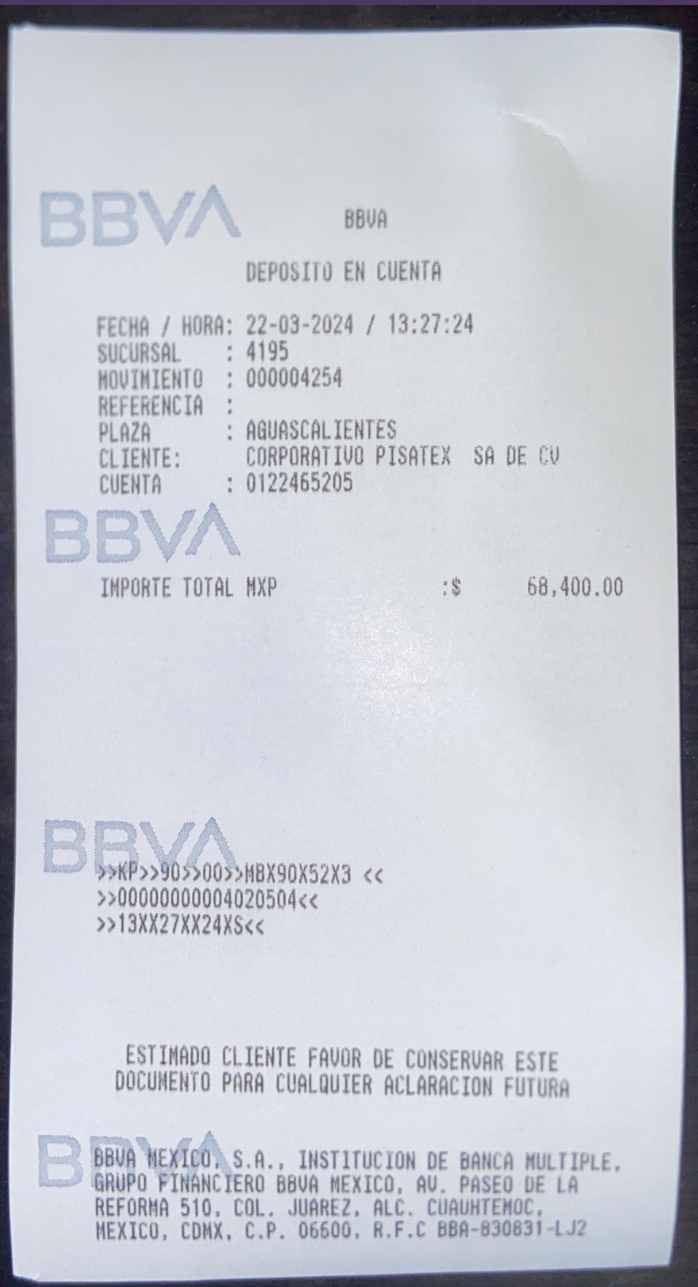 BBVA
BBVA
DEPOSITO EN CUENTA
FECHA / HORA: 22-03-2024 / 13:27:24
SUCURSAL : 4195
MOVIMIENTO : 000004254
REFERENCIA :
PLAZA : AGUASCALIENTES
CLIENTE: CORPORATIVO PISATEX SA DE CV
CUENTA : 0122465205
BBVA
IMPORTE TOTAL MXP :$ 68,400.00
BBVA
>>KP>>90>>00>>MBX90X52X3 <<
>>00000000004020504<<
>>13XX27XX24XS<<
ESTIMADO CLIENTE FAVOR DE CONSERVAR ESTE
DOCUMENTO PARA CUALQUIER ACLARACION FUTURA
BBVA
BBVA MEXICO, S.A., INSTITUCION DE BANCA MULTIPLE,
GRUPO FINANCIERO BBVA MEXICO, AV. PASEO DE LA
REFORMA 510, COL. JUAREZ, ALC. CUAUHTEMOC,
MEXICO, CDMX, C.P. 06600, R.F.C BBA-830831-LJ2